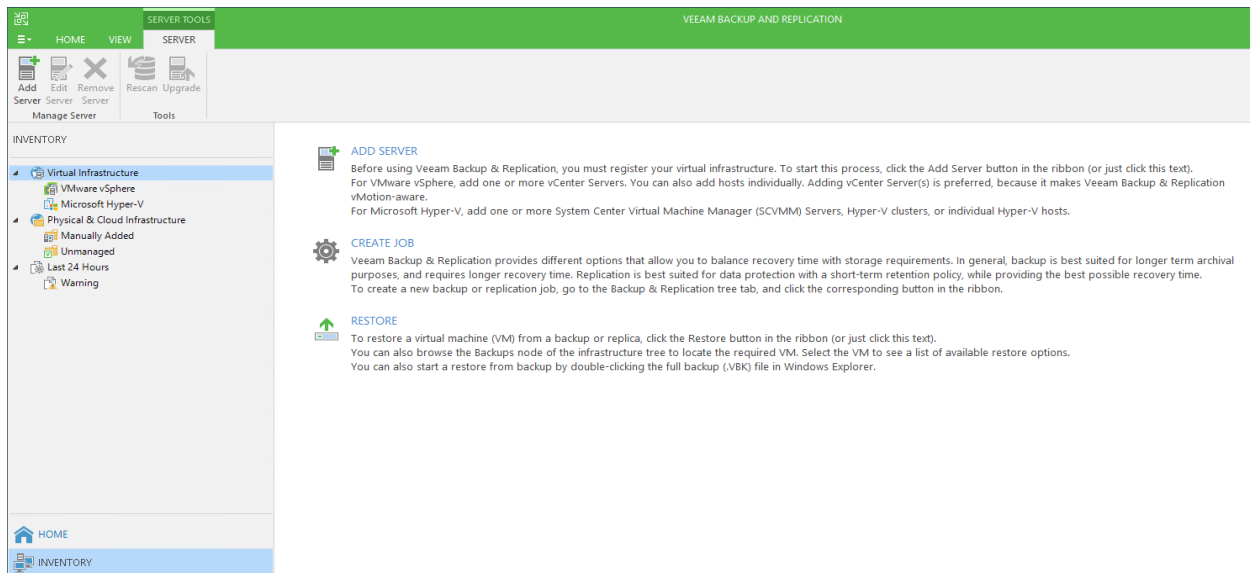 SERVER TOOLS
VEEAM BACKUP AND REPLICATION
HOME VIEW SERVER
Add Edit Remove Rescan Upgrade
Server Server Server
Manage Server Tools
INVENTORY
Virtual Infrastructure
VMware vSphere
Microsoft Hyper-V
Physical & Cloud Infrastructure
Manually Added
Unmanaged
Last 24 Hours
Warning
HOME
INVENTORY
ADD SERVER
Before using Veeam Backup & Replication, you must register your virtual infrastructure. To start this process, click the Add Server button in the ribbon (or just click this text).
For VMware vSphere, add one or more vCenter Servers. You can also add hosts individually. Adding vCenter Server(s) is preferred, because it makes Veeam Backup & Replication
vMotion-aware.
For Microsoft Hyper-V, add one or more System Center Virtual Machine Manager (SCVMM) Servers, Hyper-V clusters, or individual Hyper-V hosts.
CREATE JOB
Veeam Backup & Replication provides different options that allow you to balance recovery time with storage requirements. In general, backup is best suited for longer term archival
purposes, and requires longer recovery time. Replication is best suited for data protection with a short-term retention policy, while providing the best possible recovery time.
To create a new backup or replication job, go to the Backup & Replication tree tab, and click the corresponding button in the ribbon.
RESTORE
To restore a virtual machine (VM) from a backup or replica, click the Restore button in the ribbon (or just click this text).
You can also browse the Backups node of the infrastructure tree to locate the required VM. Select the VM to see a list of available restore options.
You can also start a restore from backup by double-clicking the full backup (.VBK) file in Windows Explorer.